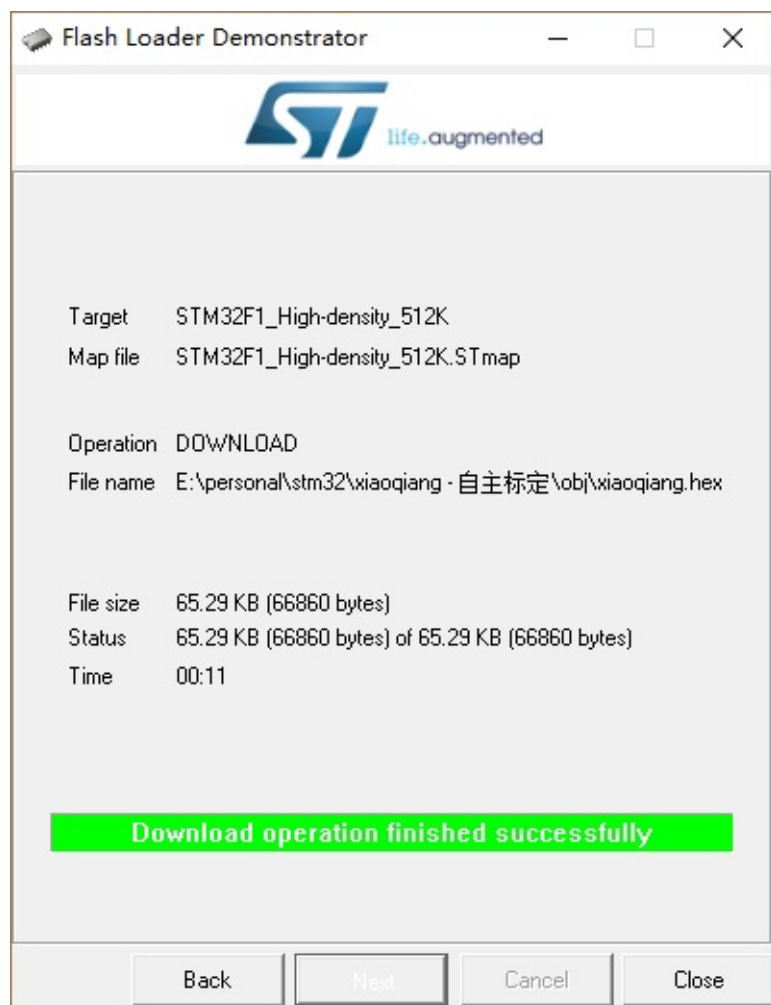 Flash Loader Demonstrator
ST life.augmented
Target STM32F1_High-density_512K
Map file STM32F1_High-density_512K.STmap
Operation DOWNLOAD
File name E:\personal\stm32\xiaoqiang - 自主标定\obj\xiaoqiang.hex
File size 65.29 KB (66860 bytes)
Status 65.29 KB (66860 bytes) of 65.29 KB (66860 bytes)
Time 00:11
Download operation finished successfully
Back Next Cancel Close